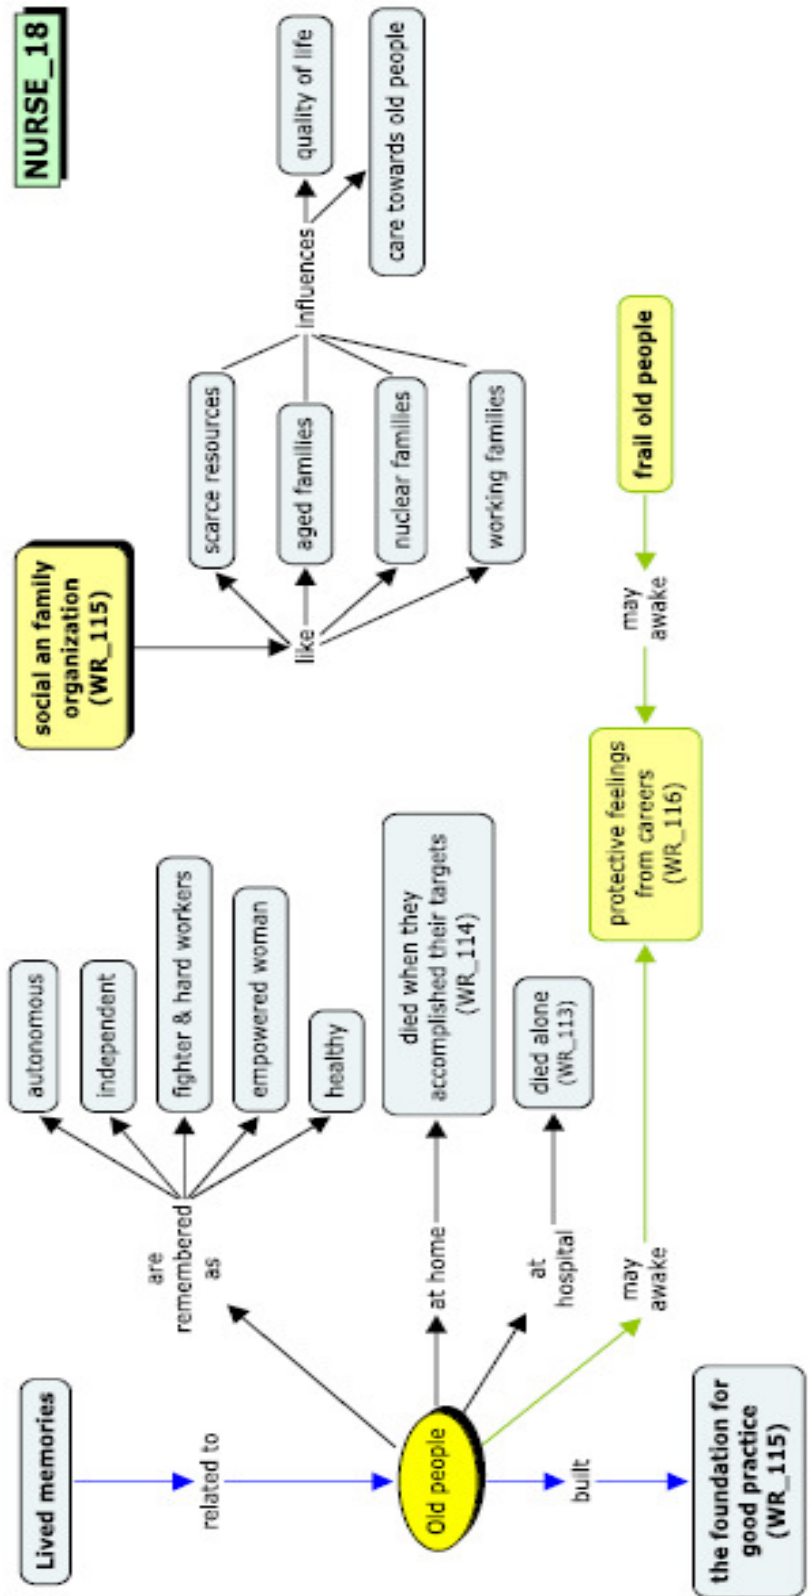 NURSE_18
Lived memories
related to
Old people
built
the foundation for
good practice
(WR_115)
are
remembered
as
autonomous
independent
fighter & hard workers
empowered woman
healthy
at home
died when they
accomplished their targets
(WR_114)
at
hospital
died alone
(WR_113)
may
awake
protective feelings
from careers
(WR_116)
may
awake
frail old people
social an family
organization
(WR_115)
like
scarce resources
aged families
nuclear families
working families
influences
quality of life
care towards old people